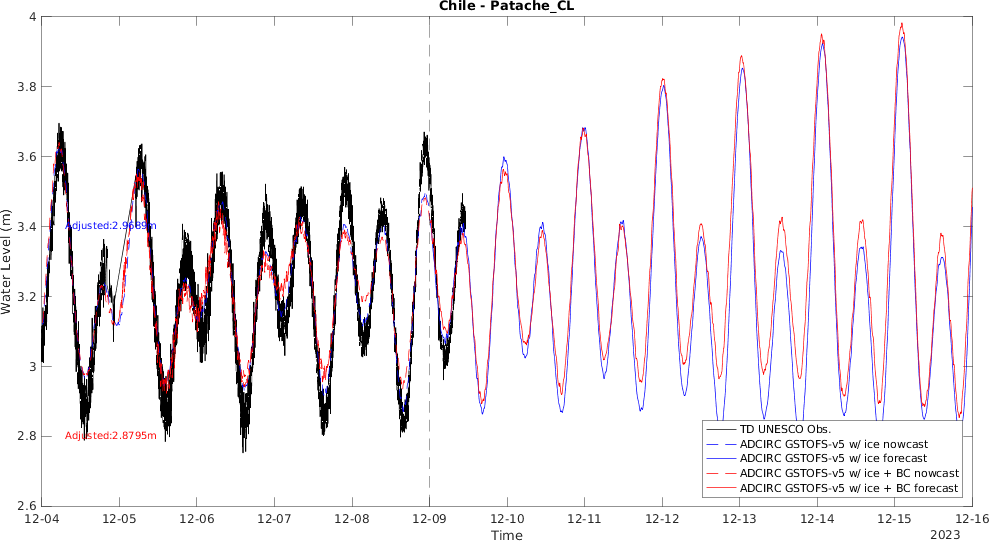 Chile - Patache_CL
4
3.8
3.6
3.4
3.2
3
2.8
2.6
Water Level (m)
Adjusted:2.9689m
Adjusted:2.8795m
TD UNESCO Obs.
ADCIRC GSTOFS-v5 w/ ice nowcast
ADCIRC GSTOFS-v5 w/ ice forecast
ADCIRC GSTOFS-v5 w/ ice + BC nowcast
ADCIRC GSTOFS-v5 w/ ice + BC forecast
12-04 12-05 12-06 12-07 12-08 12-09 12-10 12-11 12-12 12-13 12-14 12-15 12-16
Time
2023